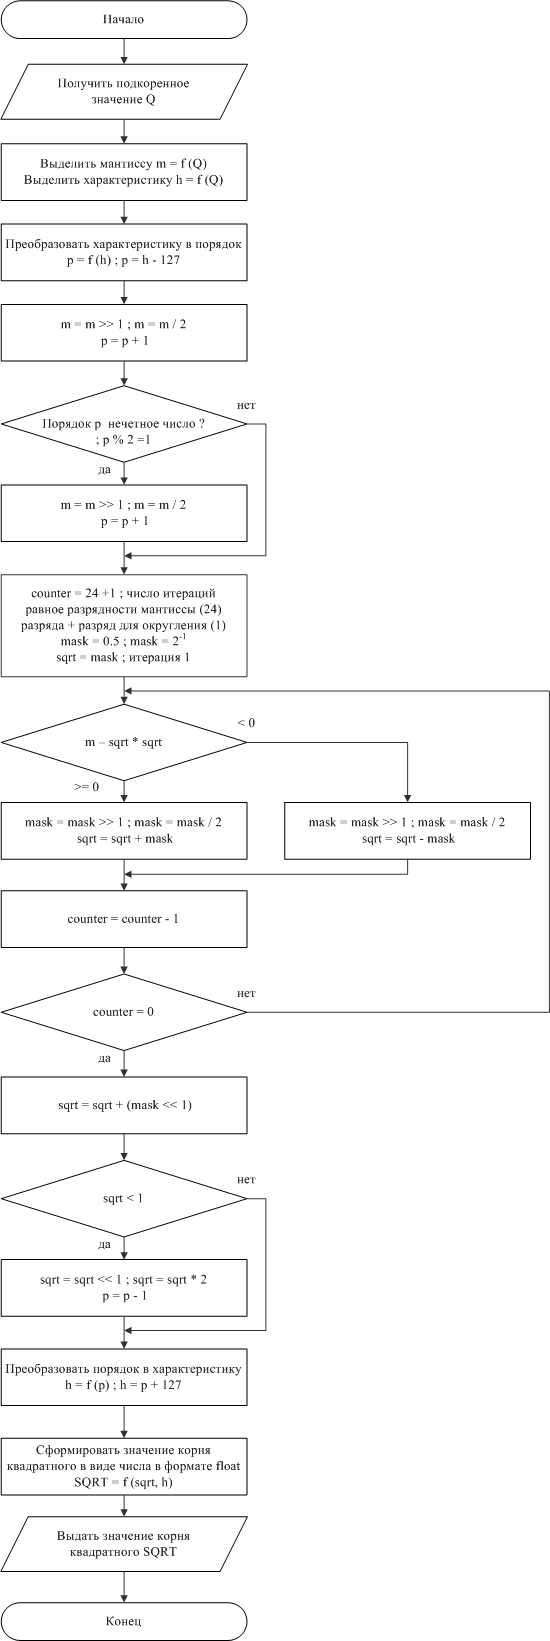 Начало
Получить подкоренное
значение Q
Выделить мантиссу m = f (Q)
Выделить характеристику h = f (Q)
Преобразовать характеристику в порядок
p = f (h) ; p = h - 127
m = m >> 1 ; m = m / 2
p = p + 1
нет
Порядок p нечетное число ?
; p % 2 =1
да
m = m >> 1 ; m = m / 2
p = p + 1
counter = 24 +1 ; число итераций
равное разрядности мантиссы (24)
разряда + разряд для округления (1)
mask = 0.5 ; mask = 2⁻¹
sqrt = mask ; итерация 1
< 0
m – sqrt * sqrt
>= 0
mask = mask >> 1 ; mask = mask / 2
sqrt = sqrt + mask
mask = mask >> 1 ; mask = mask / 2
sqrt = sqrt - mask
counter = counter - 1
нет
counter = 0
да
sqrt = sqrt + (mask << 1)
нет
sqrt < 1
да
sqrt = sqrt << 1 ; sqrt = sqrt * 2
p = p - 1
Преобразовать порядок в характеристику
h = f (p) ; h = p + 127
Сформировать значение корня
квадратного в виде числа в формате float
SQRT = f (sqrt, h)
Выдать значение корня
квадратного SQRT
Конец